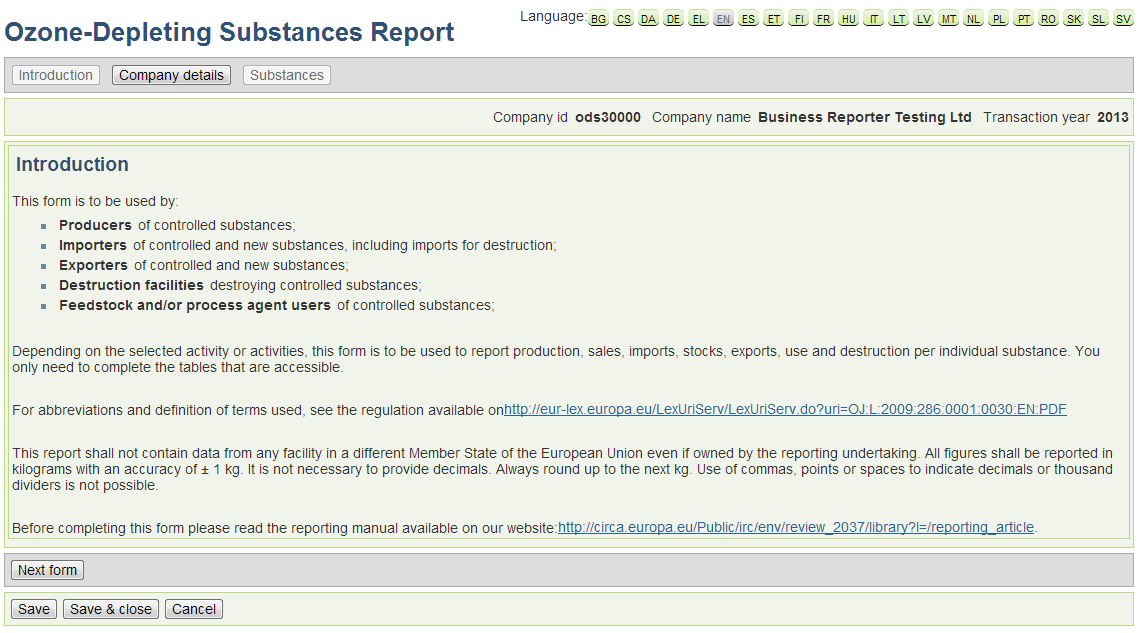 Language: BG CS DA DE EL EN ES ET FI FR HU IT LT LV MT NL PL PT RO SK SL SV
Ozone-Depleting Substances Report
Introduction Company details Substances
Company id ods30000 Company name Business Reporter Testing Ltd Transaction year 2013
Introduction
This form is to be used by:
Producers of controlled substances;
Importers of controlled and new substances, including imports for destruction;
Exporters of controlled and new substances;
Destruction facilities destroying controlled substances;
Feedstock and/or process agent users of controlled substances;
Depending on the selected activity or activities, this form is to be used to report production, sales, imports, stocks, exports, use and destruction per individual substance. You
only need to complete the tables that are accessible.
For abbreviations and definition of terms used, see the regulation available onhttp://eur-lex.europa.eu/LexUriServ/LexUriServ.do?uri=OJ:L:2009:286:0001:0030:EN:PDF
This report shall not contain data from any facility in a different Member State of the European Union even if owned by the reporting undertaking. All figures shall be reported in
kilograms with an accuracy of ± 1 kg. It is not necessary to provide decimals. Always round up to the next kg. Use of commas, points or spaces to indicate decimals or thousand
dividers is not possible.
Before completing this form please read the reporting manual available on our website:http://circa.europa.eu/Public/irc/env/review_2037/library?l=/reporting_article.
Next form
Save Save & close Cancel